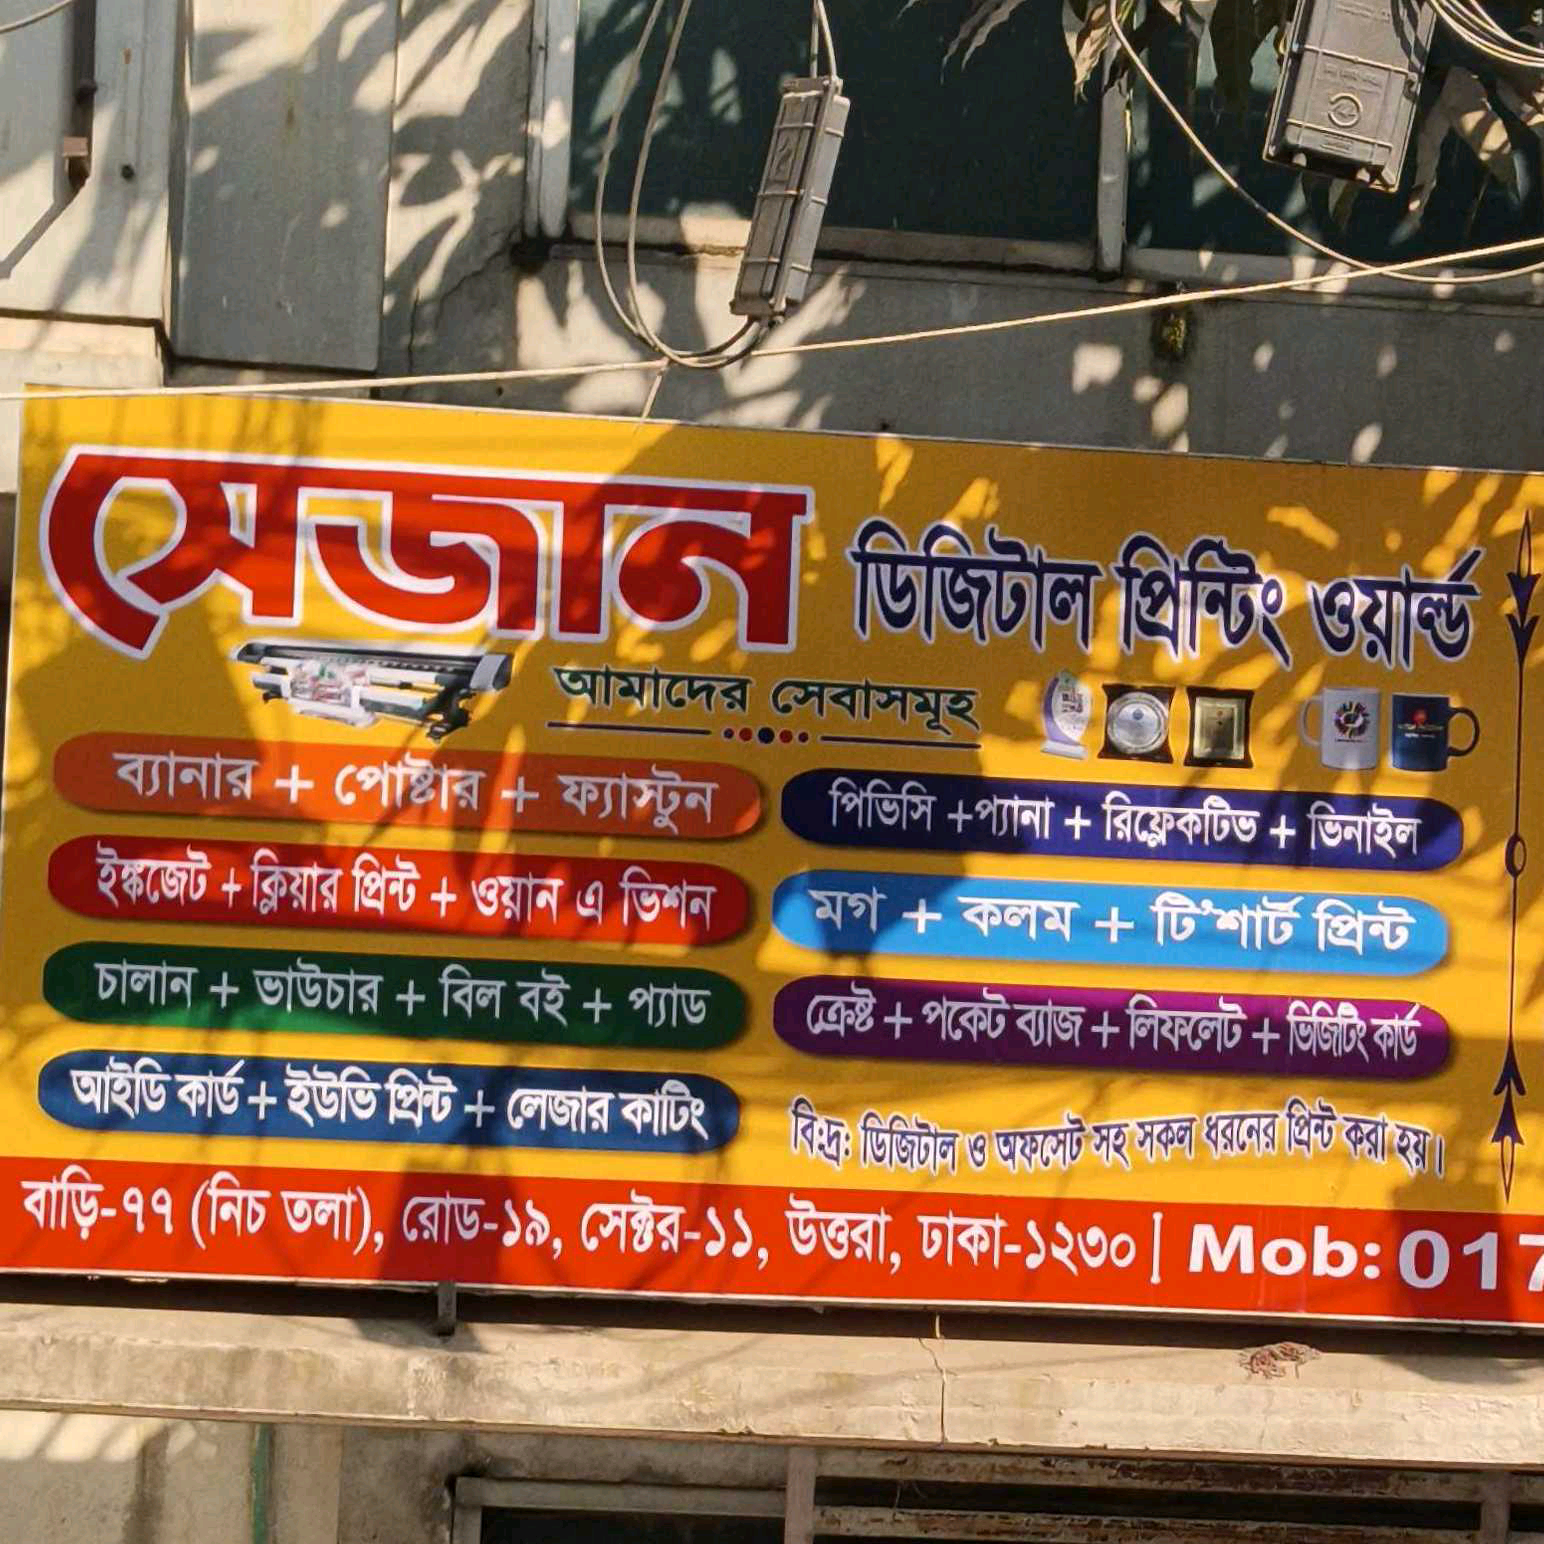 সেজান ডিজিটাল প্রিন্টিং ওয়ার্ল্ড
আমাদের সেবাসমূহ
ব্যানার + পোষ্টার + ফ্যাস্টুন
ইঙ্কজেট + ক্লিয়ার প্রিন্ট + ওয়ান এ ভিশন
চালান + ভাউচার + বিল বই + প্যাড
আইডি কার্ড + ইউভি প্রিন্ট + লেজার কাটিং
পিভিসি +প্যানা + রিফ্লেকটিভ + ভিনাইল
মগ + কলম + টি'শার্ট প্রিন্ট
ক্রেষ্ট + পকেট ব্যাজ + লিফলেট + ভিজিটিং কার্ড
বি:দ্র: ডিজিটাল ও অফসেট সহ সকল ধরনের প্রিন্ট করা হয়।
বাড়ি-৭৭ (নিচ তলা), রোড-১৯, সেক্টর-১১, উত্তরা, ঢাকা-১২৩০ | Mob: 017